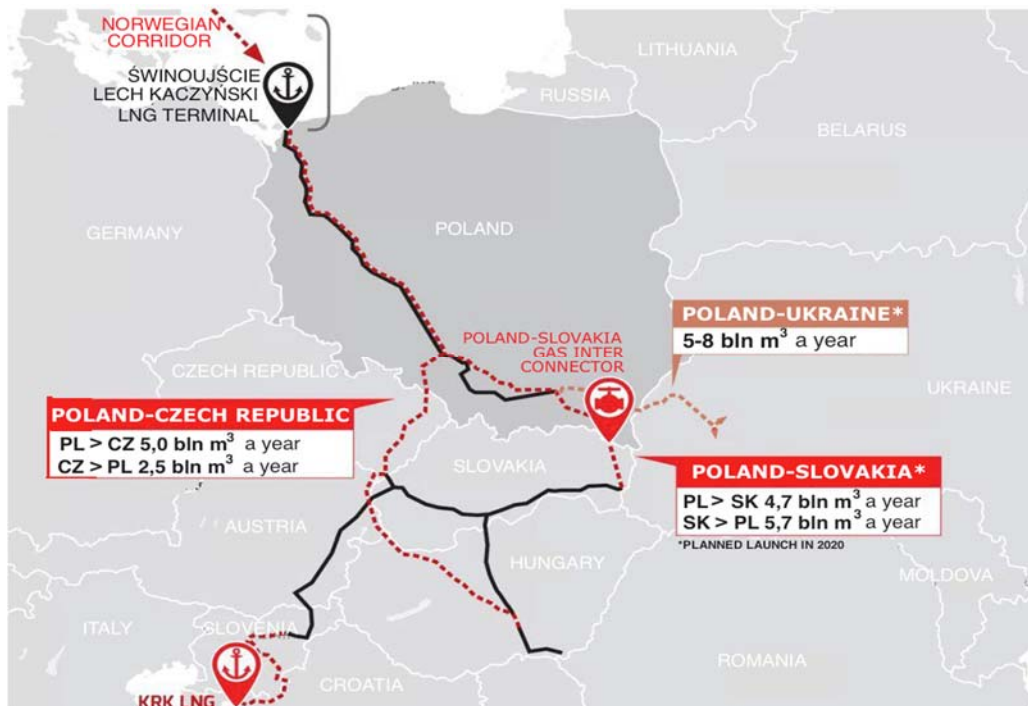 NORWEGIAN
CORRIDOR
ŚWINOUJŚCIE
LECH KACZYŃSKI
LNG TERMINAL
LITHUANIA
RUSSIA
BELARUS
GERMANY
POLAND
POLAND-SLOVAKIA
GAS INTER
CONNECTOR
POLAND-UKRAINE*
5-8 bln m³ a year
CZECH REPUBLIC
UKRAINE
POLAND-CZECH REPUBLIC
PL > CZ 5,0 bln m³ a year
CZ > PL 2,5 bln m³ a year
SLOVAKIA
POLAND-SLOVAKIA*
PL> SK 4,7 bln m³ a year
SK > PL 5,7 bln m³ a year
*PLANNED LAUNCH IN 2020
AUSTRIA
HUNGARY
MOLDOVA
ITALY
SLOVENIA
ROMANIA
CROATIA
KRK LNG